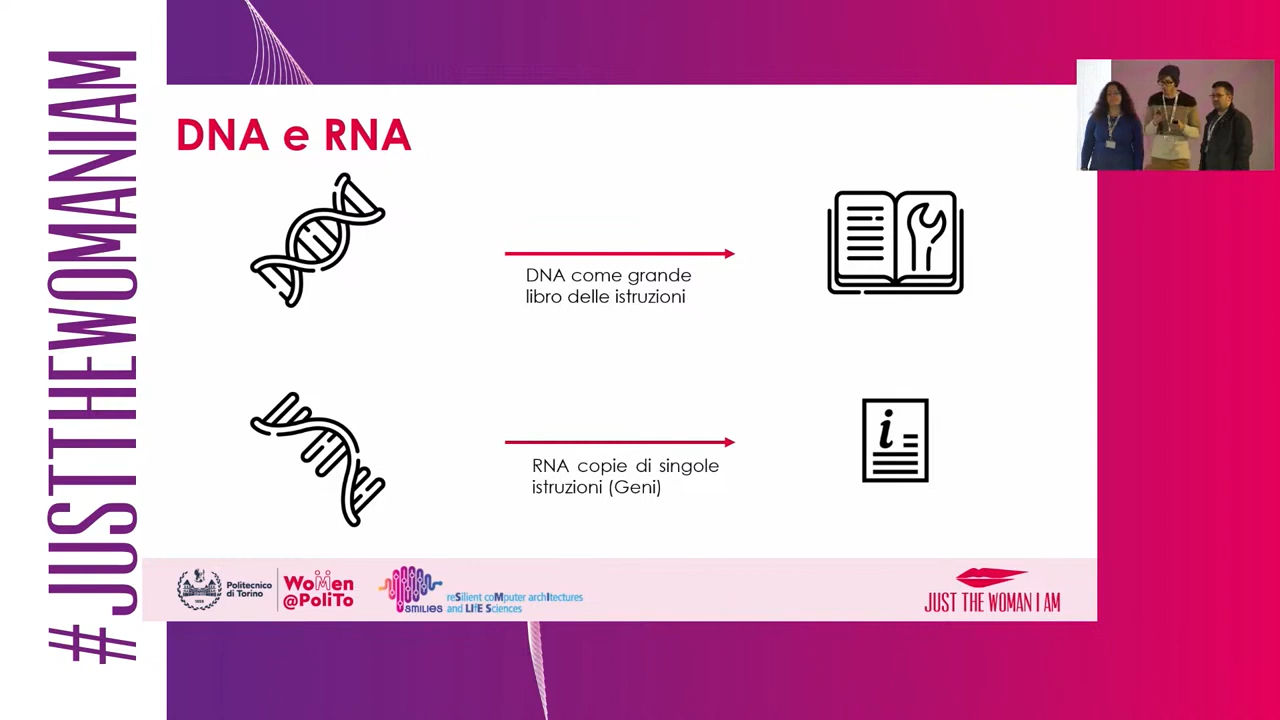 #JUSTTHEWOMANIAM
DNA e RNA
DNA come grande
libro delle istruzioni
RNA copie di singole
istruzioni (Geni)
i
Politecnico
di Torino
WoMen
@PoliTo
SMILIES
reSilient coMputer archItectures
and LIfE Sciences
JUST THE WOMAN I AM